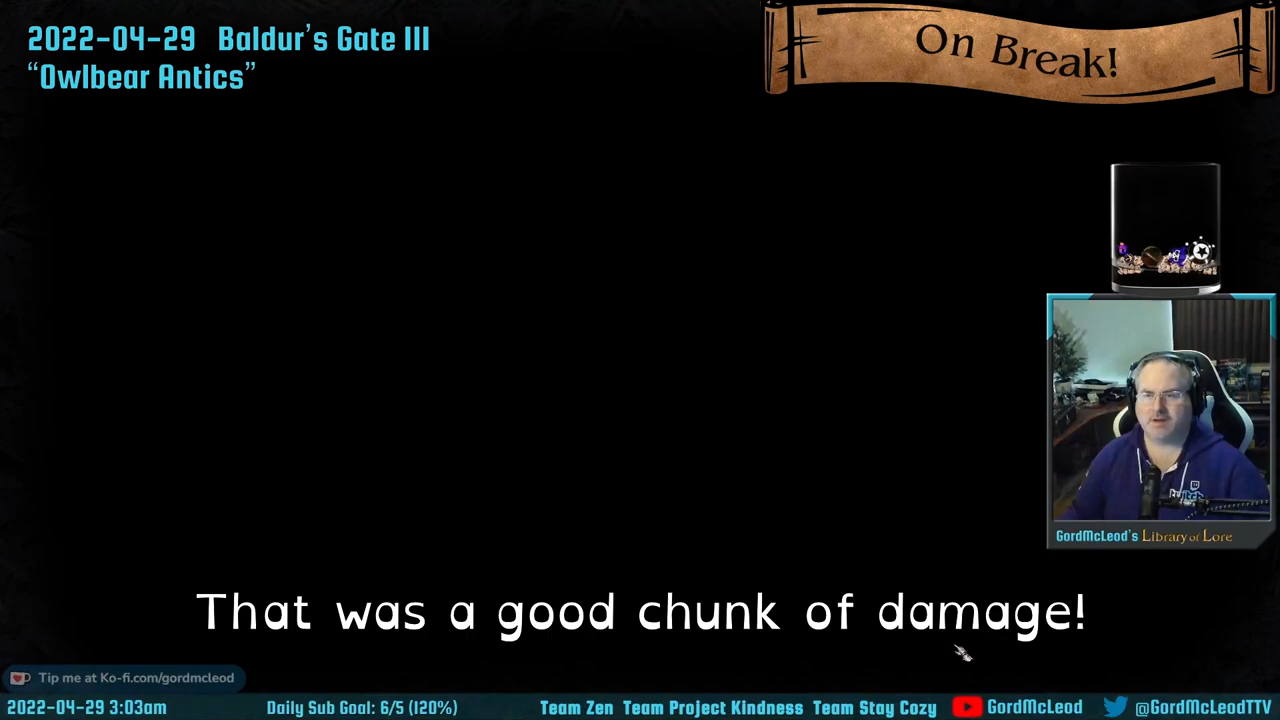 2022-04-29 Baldur's Gate III
“Owlbear Antics”
On Break!
twitch
GordMcLeod's Library of Lore
That was a good chunk of damage!
Tip me at Ko-fi.com/gordmcleod
2022-04-29 3:03am Daily Sub Goal: 6/5 (120%) Team Zen Team Project Kindness Team Stay Cozy GordMcLeod @GordMcLeodTTV